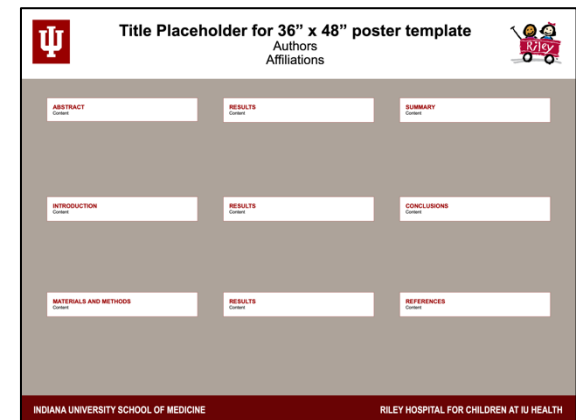 Title Placeholder for 36” x 48” poster template
Authors
Affiliations
Riley
ABSTRACT
Content
INTRODUCTION
Content
MATERIALS AND METHODS
Content
RESULTS
Content
RESULTS
Content
RESULTS
Content
SUMMARY
Content
CONCLUSIONS
Content
REFERENCES
Content
INDIANA UNIVERSITY SCHOOL OF MEDICINE
RILEY HOSPITAL FOR CHILDREN AT IU HEALTH